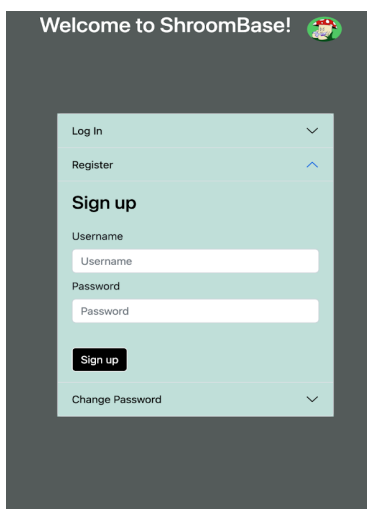 Welcome to ShroomBase!
Log In
Register
Sign up
Username
Username
Password
Password
Sign up
Change Password